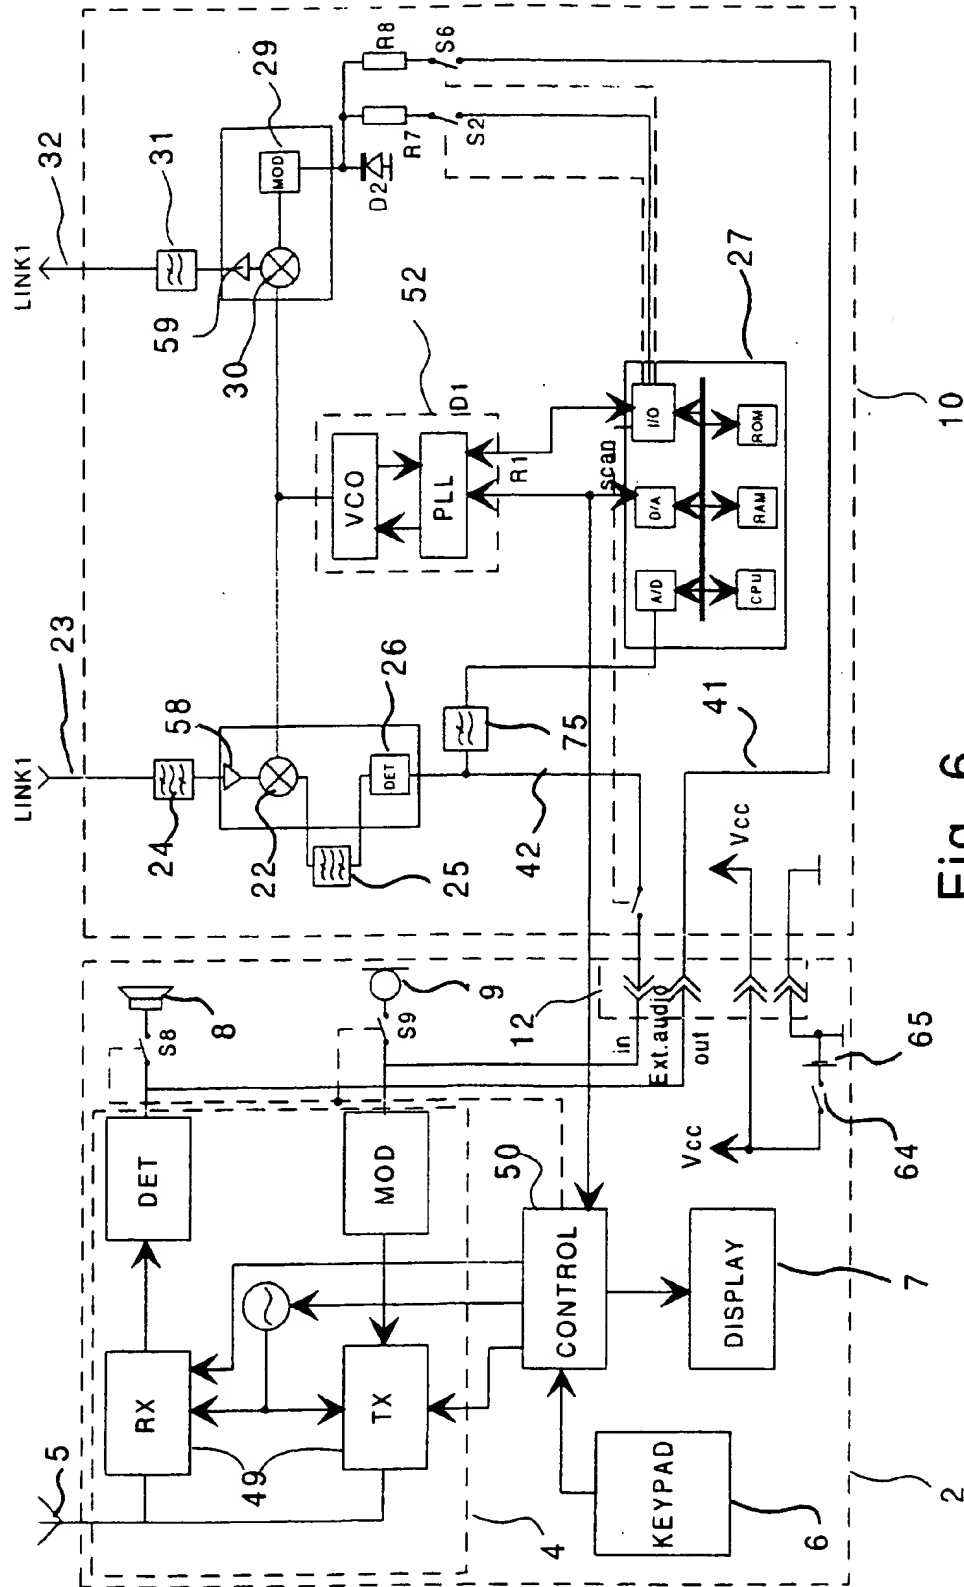 5
RX
DET
49
TX
MOD
4
S8
8
S9
9
KEYPAD
6
CONTROL
50
DISPLAY
7
2
12
in
Ext.audio
out
Vcc
64
65
Vcc
LINK1
23
24
58
22
25
26
DET
42
75
41
VCO
PLL
52
D1
R1
scan
A/D
D/A
I/O
CPU
RAM
ROM
27
LINK1
32
31
59
30
MOD
29
D2
R7
R8
S2
S6
10
Fig. 6